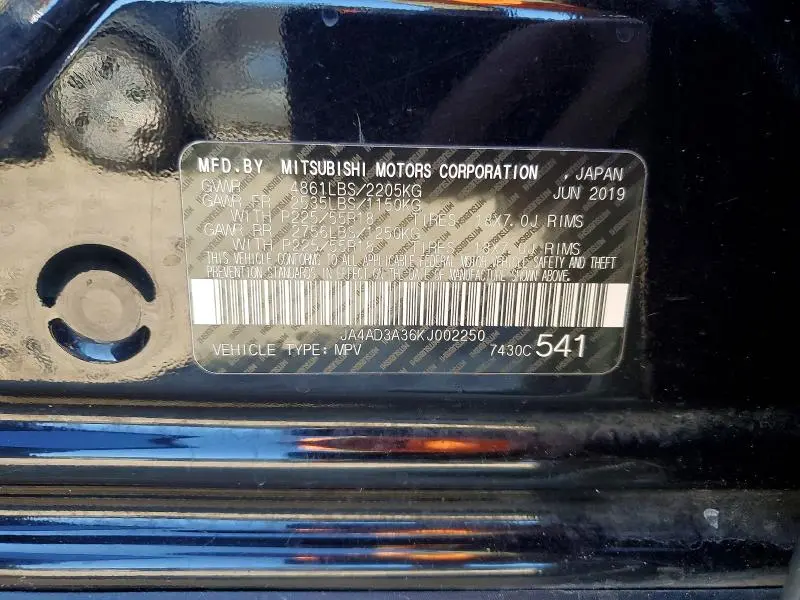 MFD.BY MITSUBISHI MOTORS CORPORATION , JAPAN
GVWR 4861LBS/2205KG JUN 2019
GAWR FR 2535LBS/1150KG
WITH P225/55R18 TIRES, 18X7.0J RIMS
GAWR RR 2756LBS/1250KG
WITH P225/55R18 TIRES, 18X7.0J RIMS
THIS VEHICLE CONFORMS TO ALL APPLICABLE FEDERAL MOTOR VEHICLE SAFETY AND THEFT
PREVENTION STANDARDS IN EFFECT ON THE DATE OF MANUFACTURE SHOWN ABOVE.
JA4AD3A36KJ002250
VEHICLE TYPE: MPV 7430C 541